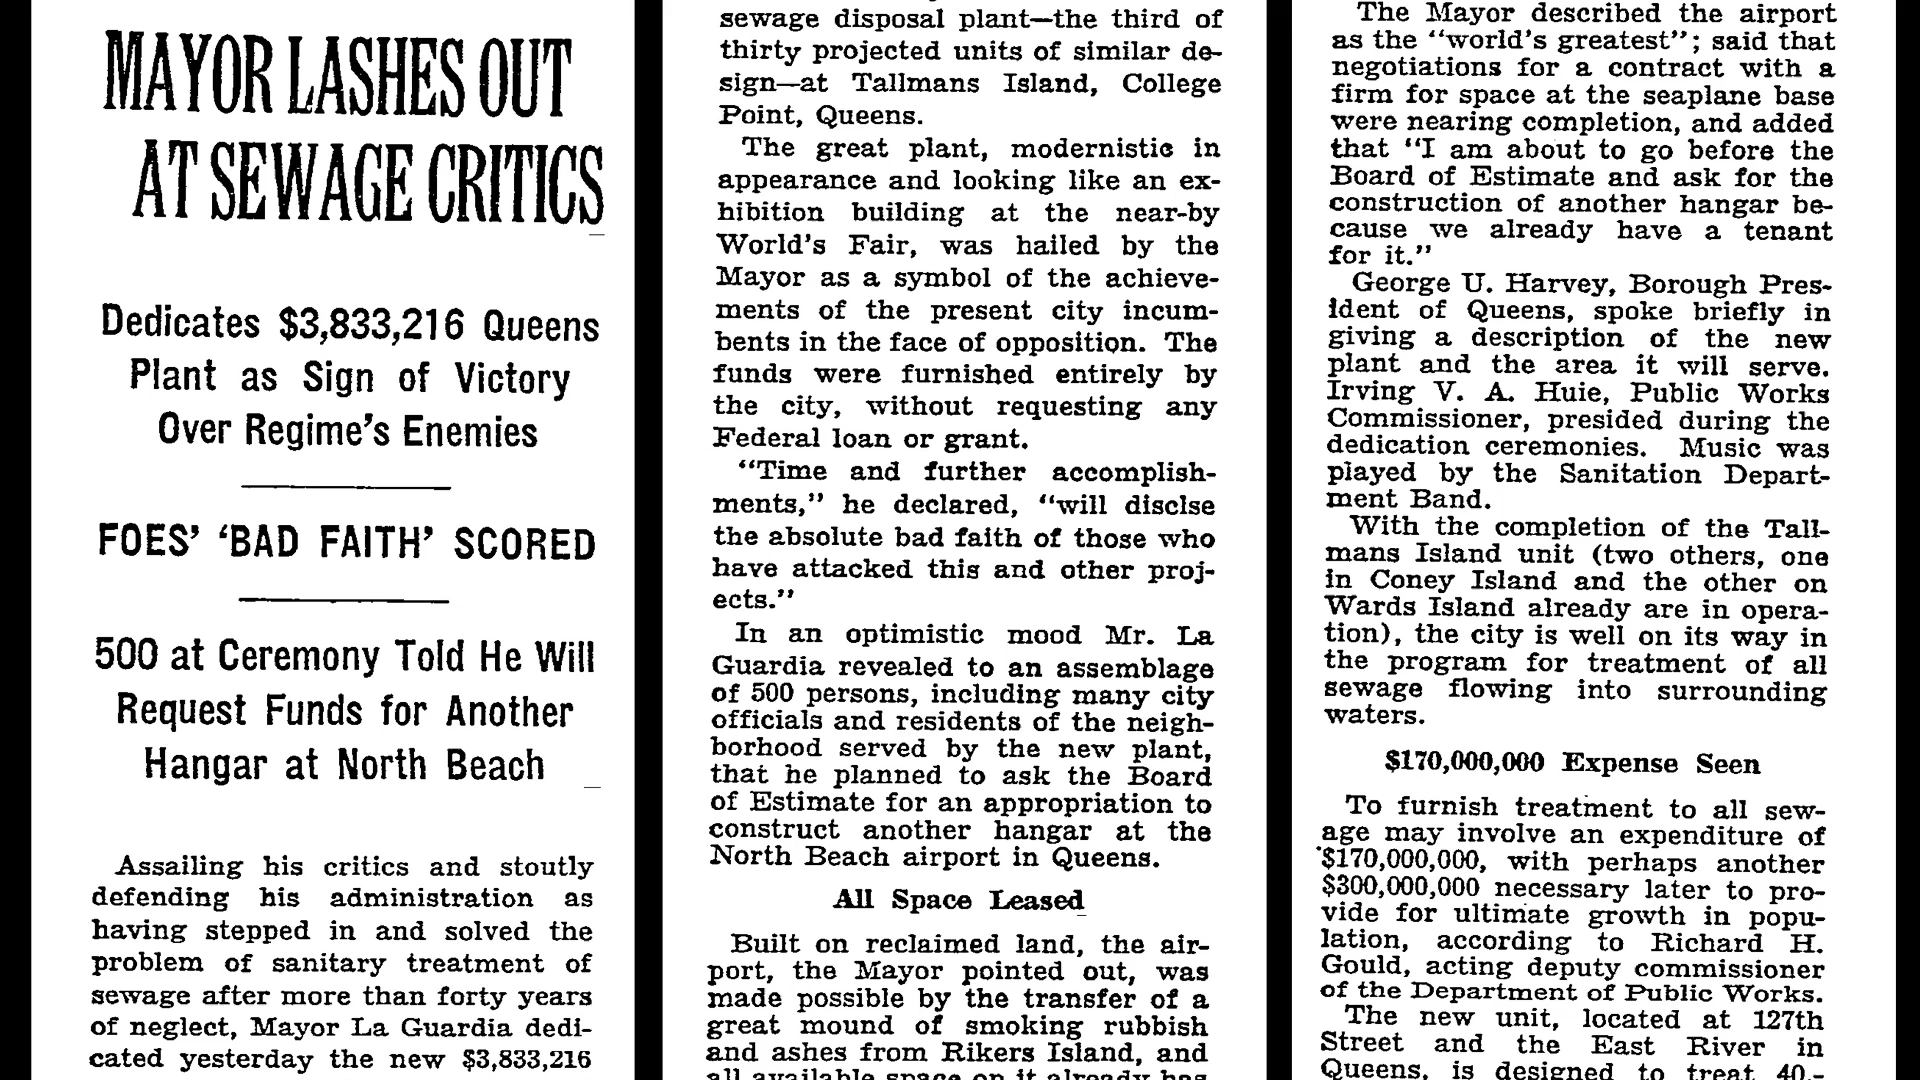 MAYOR LASHES OUT
AT SEWAGE CRITICS
Dedicates $3,833,216 Queens
Plant as Sign of Victory
Over Regime's Enemies
FOES' 'BAD FAITH' SCORED
500 at Ceremony Told He Will
Request Funds for Another
Hangar at North Beach
Assailing his critics and stoutly
defending his administration as
having stepped in and solved the
problem of sanitary treatment of
sewage after more than forty years
of neglect, Mayor La Guardia dedi-
cated yesterday the new $3,833,216
sewage disposal plant—the third of
thirty projected units of similar de-
sign—at Tallmans Island, College
Point, Queens.
The great plant, modernistic in
appearance and looking like an ex-
hibition building at the near-by
World's Fair, was hailed by the
Mayor as a symbol of the achieve-
ments of the present city incum-
bents in the face of opposition. The
funds were furnished entirely by
the city, without requesting any
Federal loan or grant.
"Time and further accomplish-
ments," he declared, "will disclse
the absolute bad faith of those who
have attacked this and other proj-
ects."
In an optimistic mood Mr. La
Guardia revealed to an assemblage
of 500 persons, including many city
officials and residents of the neigh-
borhood served by the new plant,
that he planned to ask the Board
of Estimate for an appropriation to
construct another hangar at the
North Beach airport in Queens.
All Space Leased
Built on reclaimed land, the air-
port, the Mayor pointed out, was
made possible by the transfer of a
great mound of smoking rubbish
and ashes from Rikers Island, and
all available space on it already has
The Mayor described the airport
as the "world's greatest"; said that
negotiations for a contract with a
firm for space at the seaplane base
were nearing completion, and added
that "I am about to go before the
Board of Estimate and ask for the
construction of another hangar be-
cause we already have a tenant
for it."
George U. Harvey, Borough Pres-
ident of Queens, spoke briefly in
giving a description of the new
plant and the area it will serve.
Irving V. A. Huie, Public Works
Commissioner, presided during the
dedication ceremonies. Music was
played by the Sanitation Depart-
ment Band.
With the completion of the Tall-
mans Island unit (two others, one
in Coney Island and the other on
Wards Island already are in opera-
tion), the city is well on its way in
the program for treatment of all
sewage flowing into surrounding
waters.
$170,000,000 Expense Seen
To furnish treatment to all sew-
age may involve an expenditure of
$170,000,000, with perhaps another
$300,000,000 necessary later to pro-
vide for ultimate growth in popu-
lation, according to Richard H.
Gould, acting deputy commissioner
of the Department of Public Works.
The new unit, located at 127th
Street and the East River in
Queens, is designed to treat 40,-